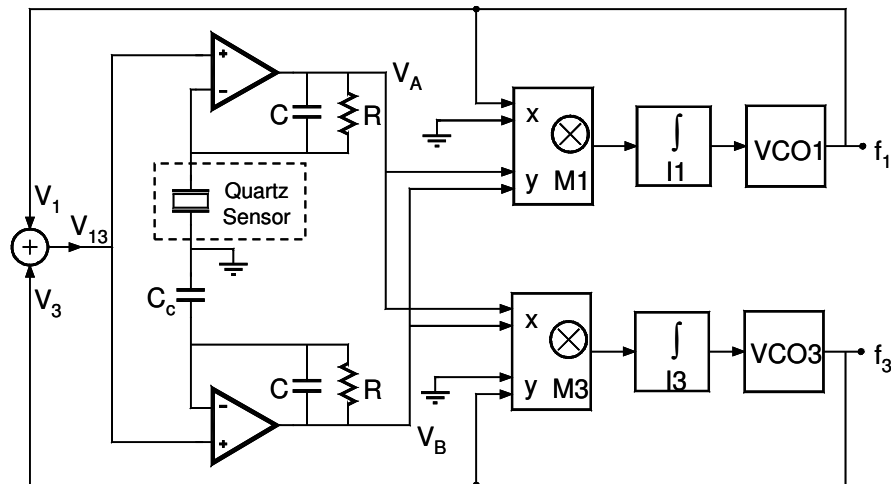 V_A
+
-
C
R
x
y
M1
∫
I1
VCO1
f_1
Quartz
Sensor
V_1
V_13
+
V_3
C_c
C
R
x
y
M3
∫
I3
VCO3
f_3
-
+
V_B